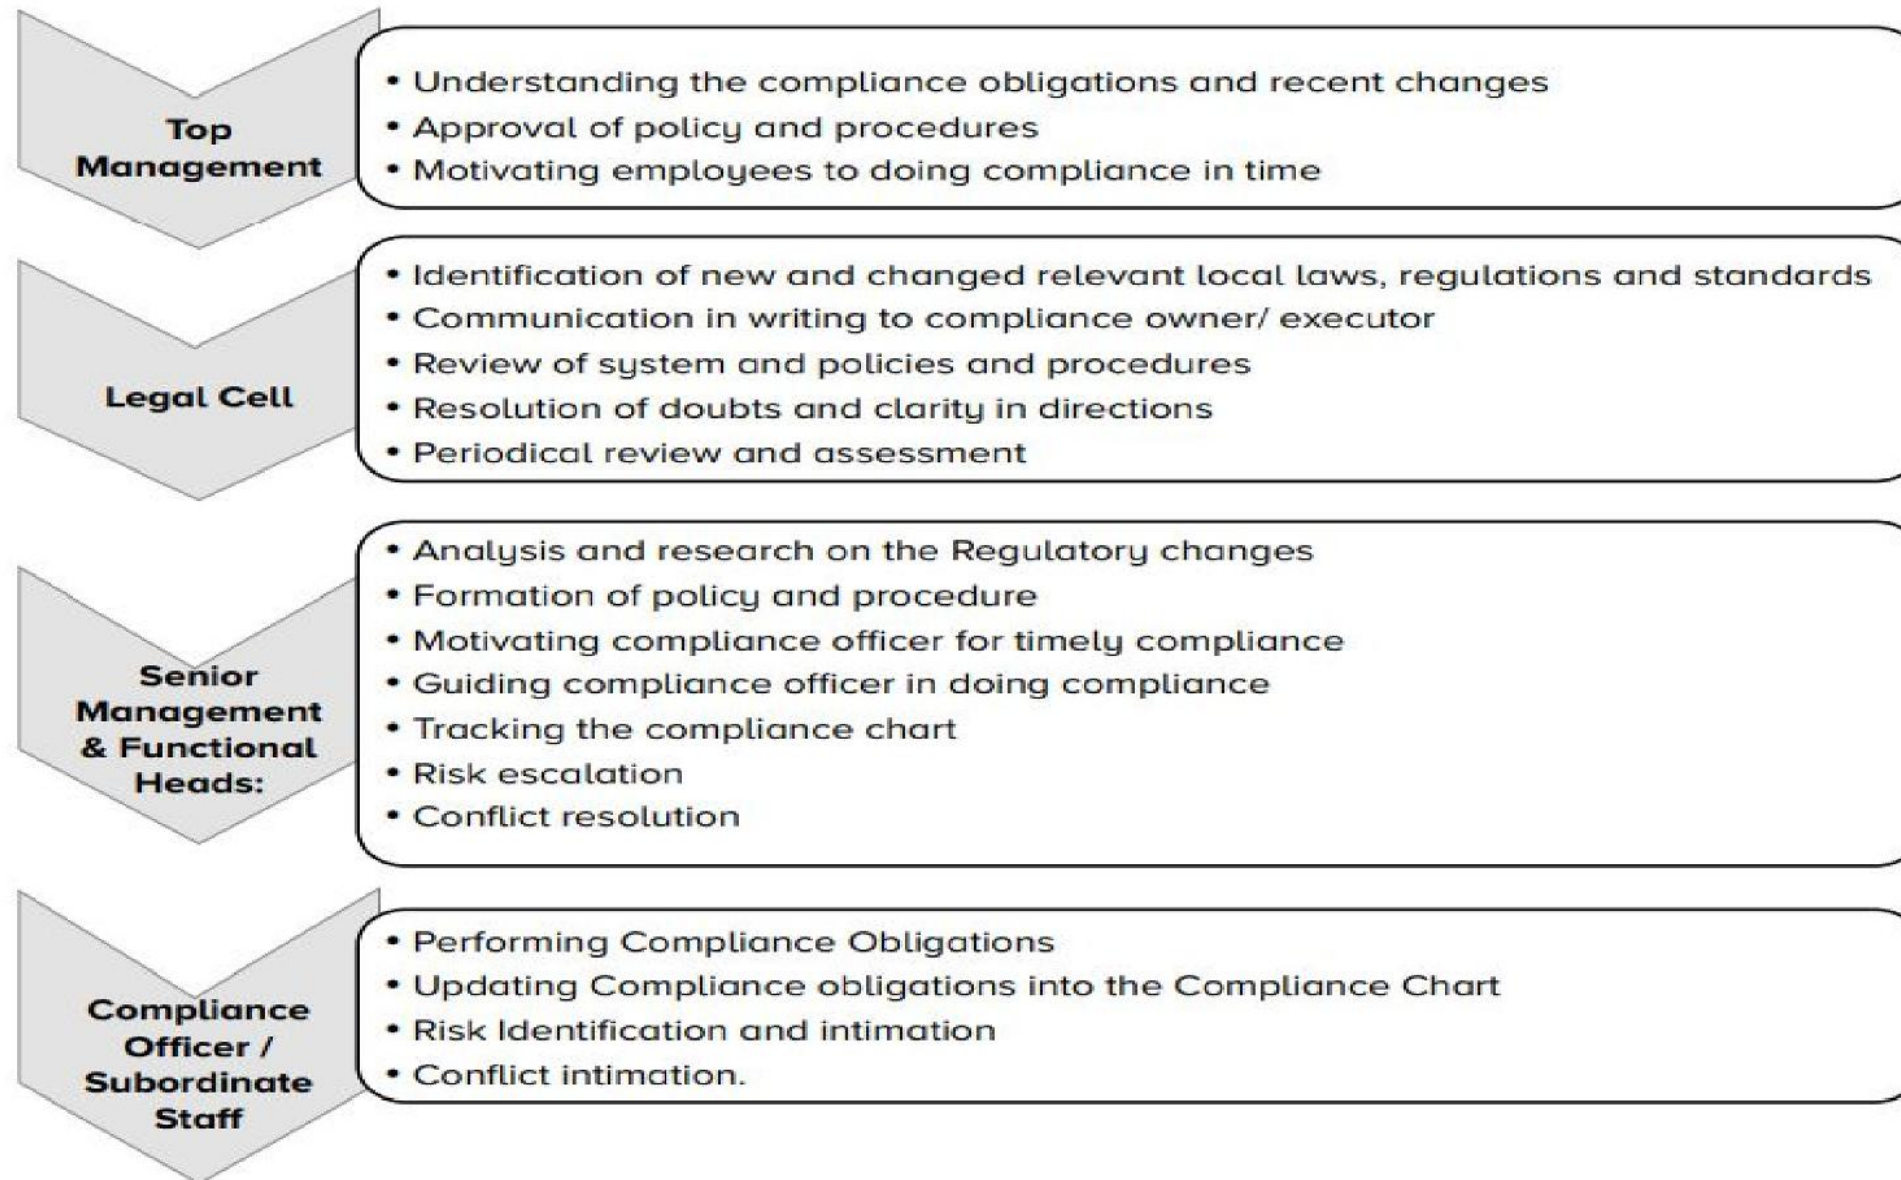 Top
Management
• Understanding the compliance obligations and recent changes
• Approval of policy and procedures
• Motivating employees to doing compliance in time
Legal Cell
• Identification of new and changed relevant local laws, regulations and standards
• Communication in writing to compliance owner/ executor
• Review of system and policies and procedures
• Resolution of doubts and clarity in directions
• Periodical review and assessment
Senior
Management
& Functional
Heads:
• Analysis and research on the Regulatory changes
• Formation of policy and procedure
• Motivating compliance officer for timely compliance
• Guiding compliance officer in doing compliance
• Tracking the compliance chart
• Risk escalation
• Conflict resolution
Compliance
Officer /
Subordinate
Staff
• Performing Compliance Obligations
• Updating Compliance obligations into the Compliance Chart
• Risk Identification and intimation
• Conflict intimation.